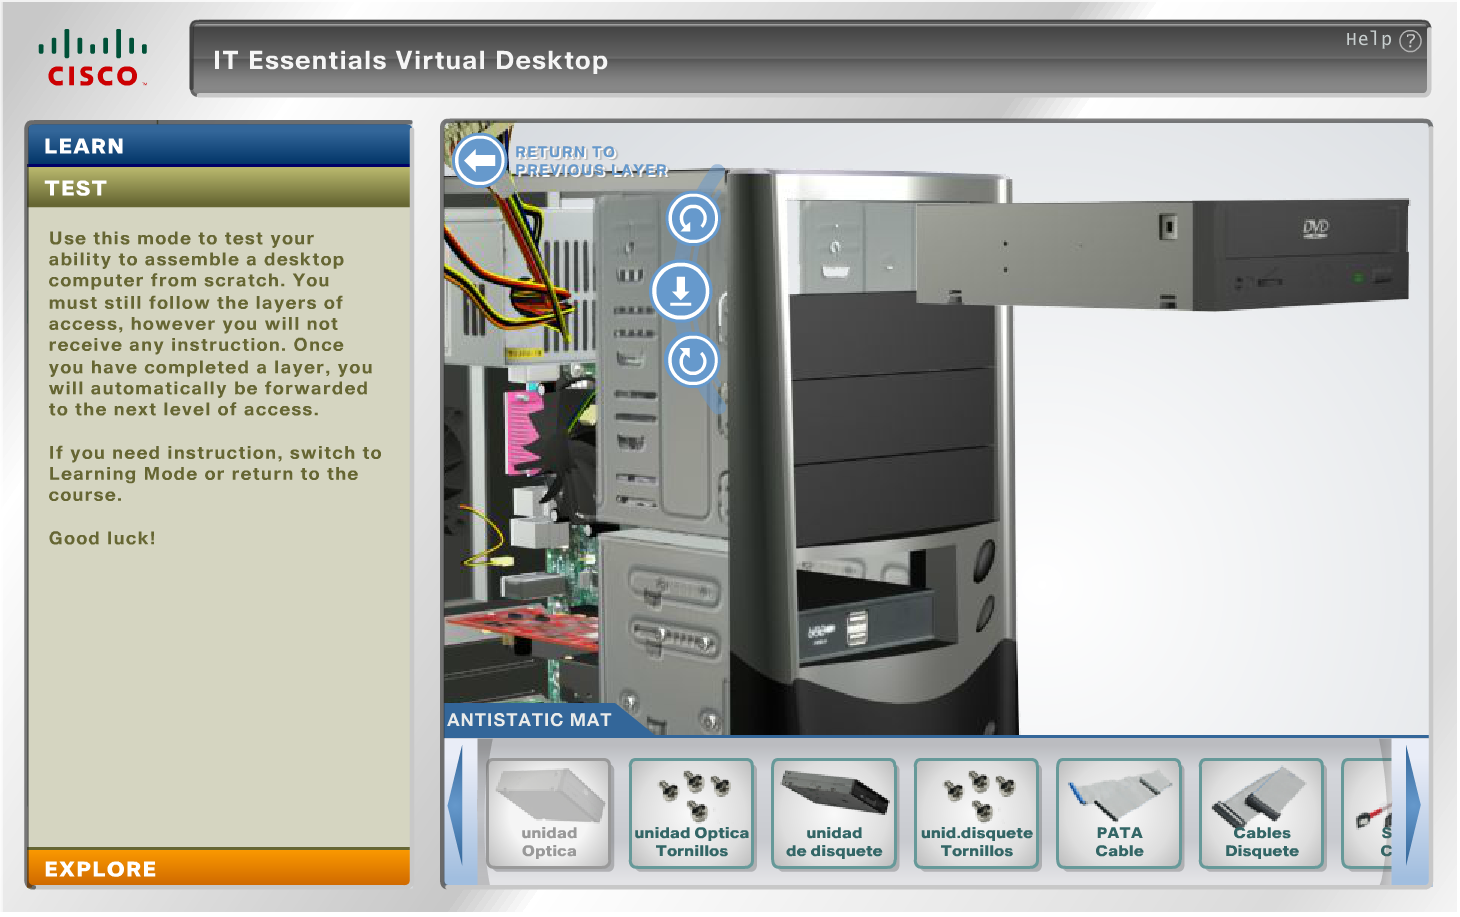 CISCO
IT Essentials Virtual Desktop
Help ?
LEARN
TEST
Use this mode to test your
ability to assemble a desktop
computer from scratch. You
must still follow the layers of
access, however you will not
receive any instruction. Once
you have completed a layer, you
will automatically be forwarded
to the next level of access.
If you need instruction, switch to
Learning Mode or return to the
course.
Good luck!
EXPLORE
RETURN TO
PREVIOUS LAYER
DVD
ANTISTATIC MAT
unidad
Optica
unidad Optica
Tornillos
unidad
de disquete
unid.disquete
Tornillos
PATA
Cable
Cables
Disquete